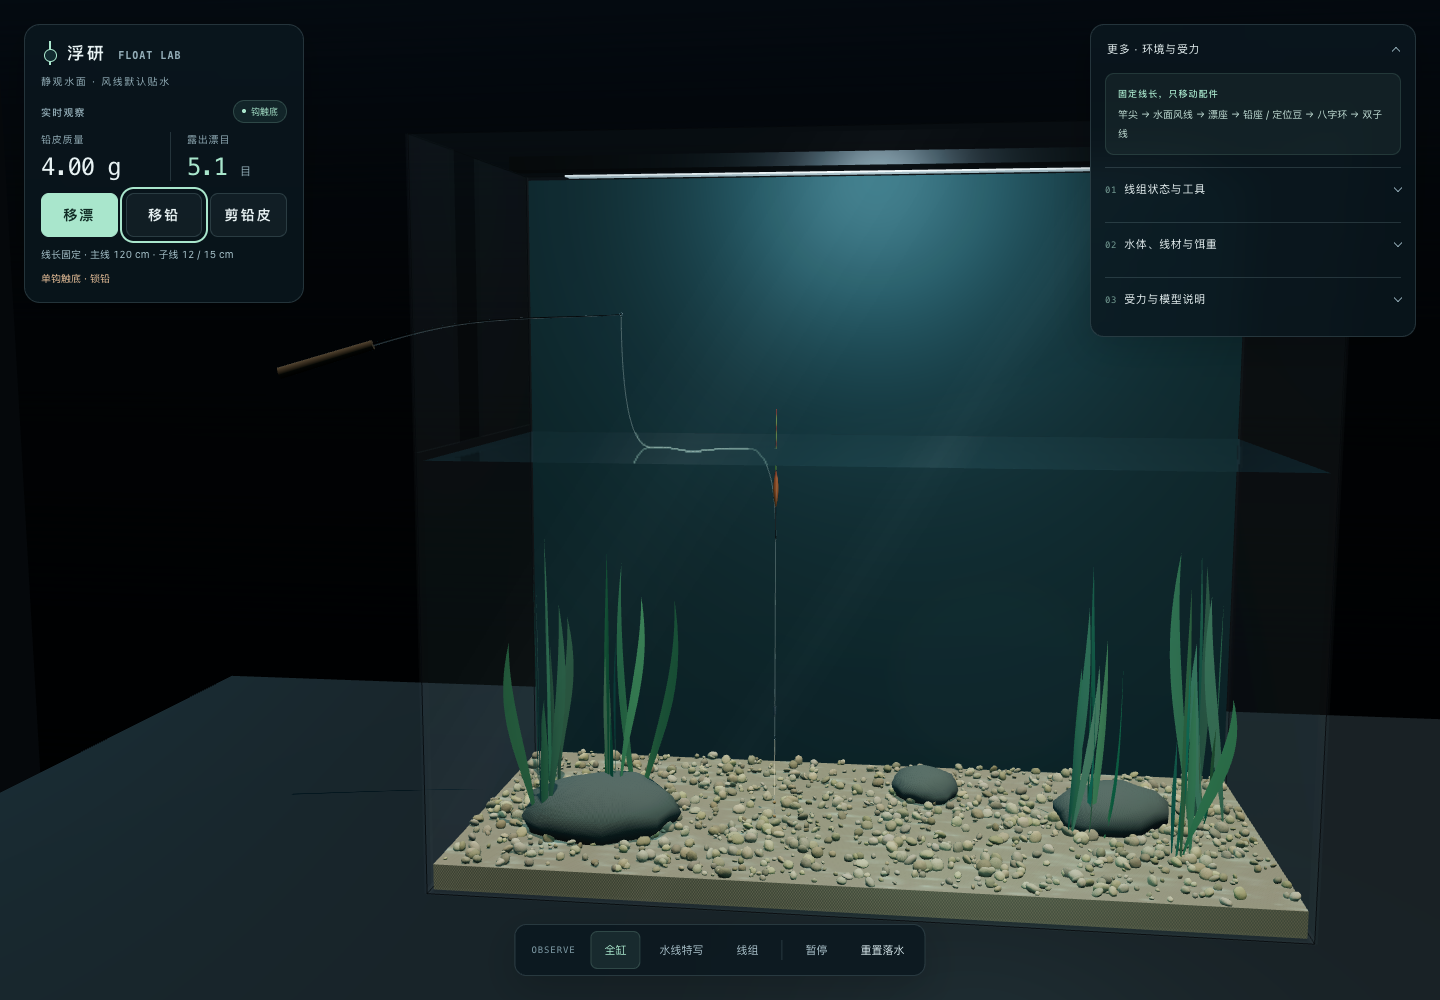 浮研 FLOAT LAB
静观水面 · 风线默认贴水
实时观察
钩触底
铅皮质量
露出漂目
4.00 g
5.1 目
移漂
移铅
剪铅皮
线长固定 · 主线 120 cm · 子线 12 / 15 cm
单钩触底 · 锁铅
更多 · 环境与受力
固定线长，只移动配件
竿尖 → 水面风线 → 漂座 → 铅座 / 定位豆 → 八字环 → 双子
线
01 线组状态与工具
02 水体、线材与饵重
03 受力与模型说明
OBSERVE 全缸 水线特写 线组 暂停 重置落水